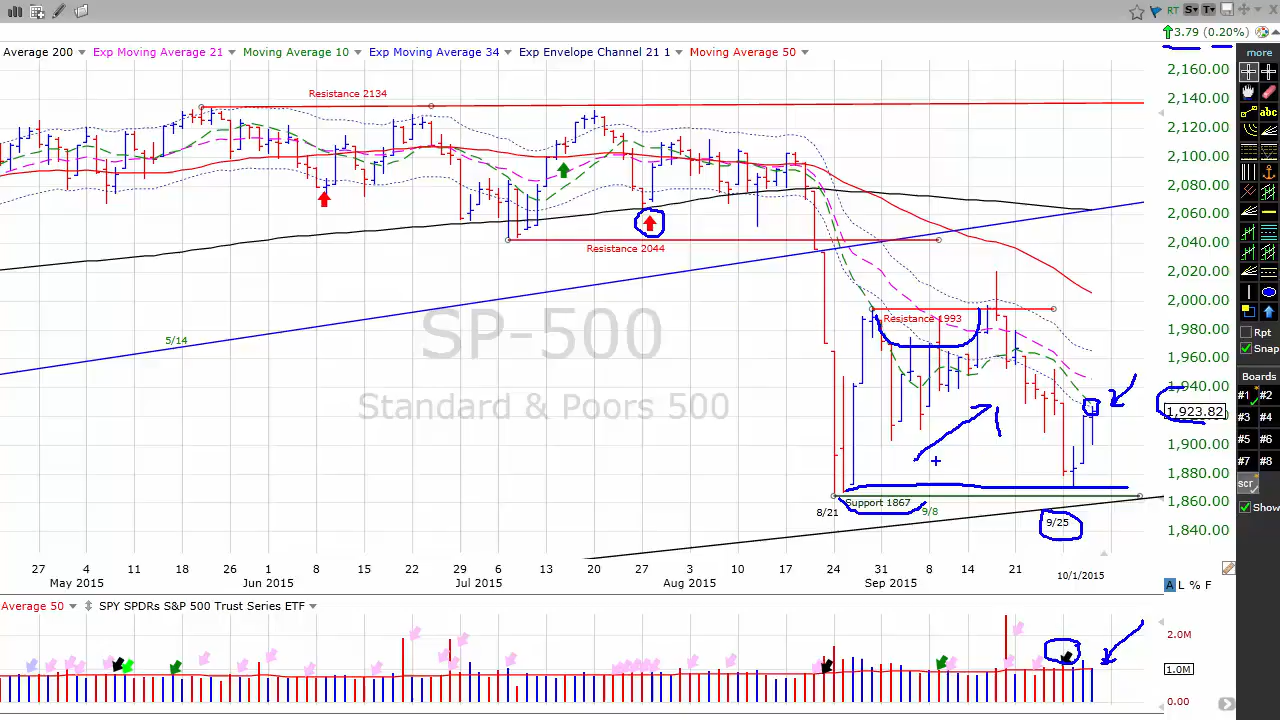 RT S T
3.79 (0.20%)
Average 200 Exp Moving Average 21 Moving Average 10 Exp Moving Average 34 Exp Envelope Channel 21 1 Moving Average 50
more
2,160.00
Resistance 2134
2,140.00
abc
2,120.00
2,100.00
2,080.00
2,060.00
Resistance 2044
2,040.00
2,020.00
2,000.00
Resistance 1993
SP-500
1,980.00
Rpt
5/14
Snap
1,960.00
Boards
1,940.00
#1 #2
Standard & Poors 500
1,923.82
#3 #4
#5 #6
1,900.00
#7 #8
1,880.00
scr
Support 1867
1,860.00
8/21 9/8
Show
9/25
1,840.00
27 4 11 18 26 1 8 15 22 29 6 13 20 27 3 10 17 24 31 8 14 21
May 2015 Jun 2015 Jul 2015 Aug 2015 Sep 2015 10/1/2015
A L % F
Average 50 SPY SPDRs S&P 500 Trust Series ETF
2.0M
1.0M
0.00